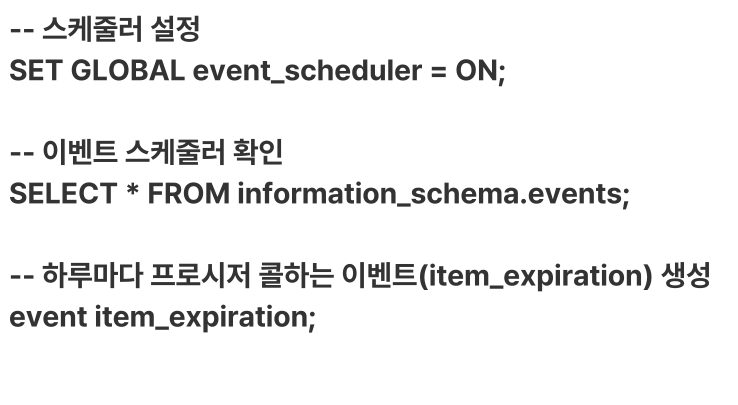 -- 스케줄러 설정
SET GLOBAL event_scheduler = ON;
-- 이벤트 스케줄러 확인
SELECT * FROM information_schema.events;
-- 하루마다 프로시저 콜하는 이벤트(item_expiration) 생성
event item_expiration;